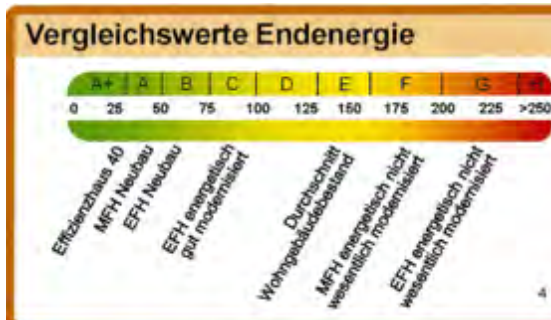 Vergleichswerte Endenergie
A+ A B C D E F G H
0 25 50 75 100 125 150 175 200 225 >250
Effizienzhaus 40
MFH Neubau
EFH Neubau
EFH energetisch
gut modernisiert
Durchschnitt
Wohngebäudebestand
MFH energetisch nicht
wesentlich modernisiert
EFH energetisch nicht
wesentlich modernisiert
4